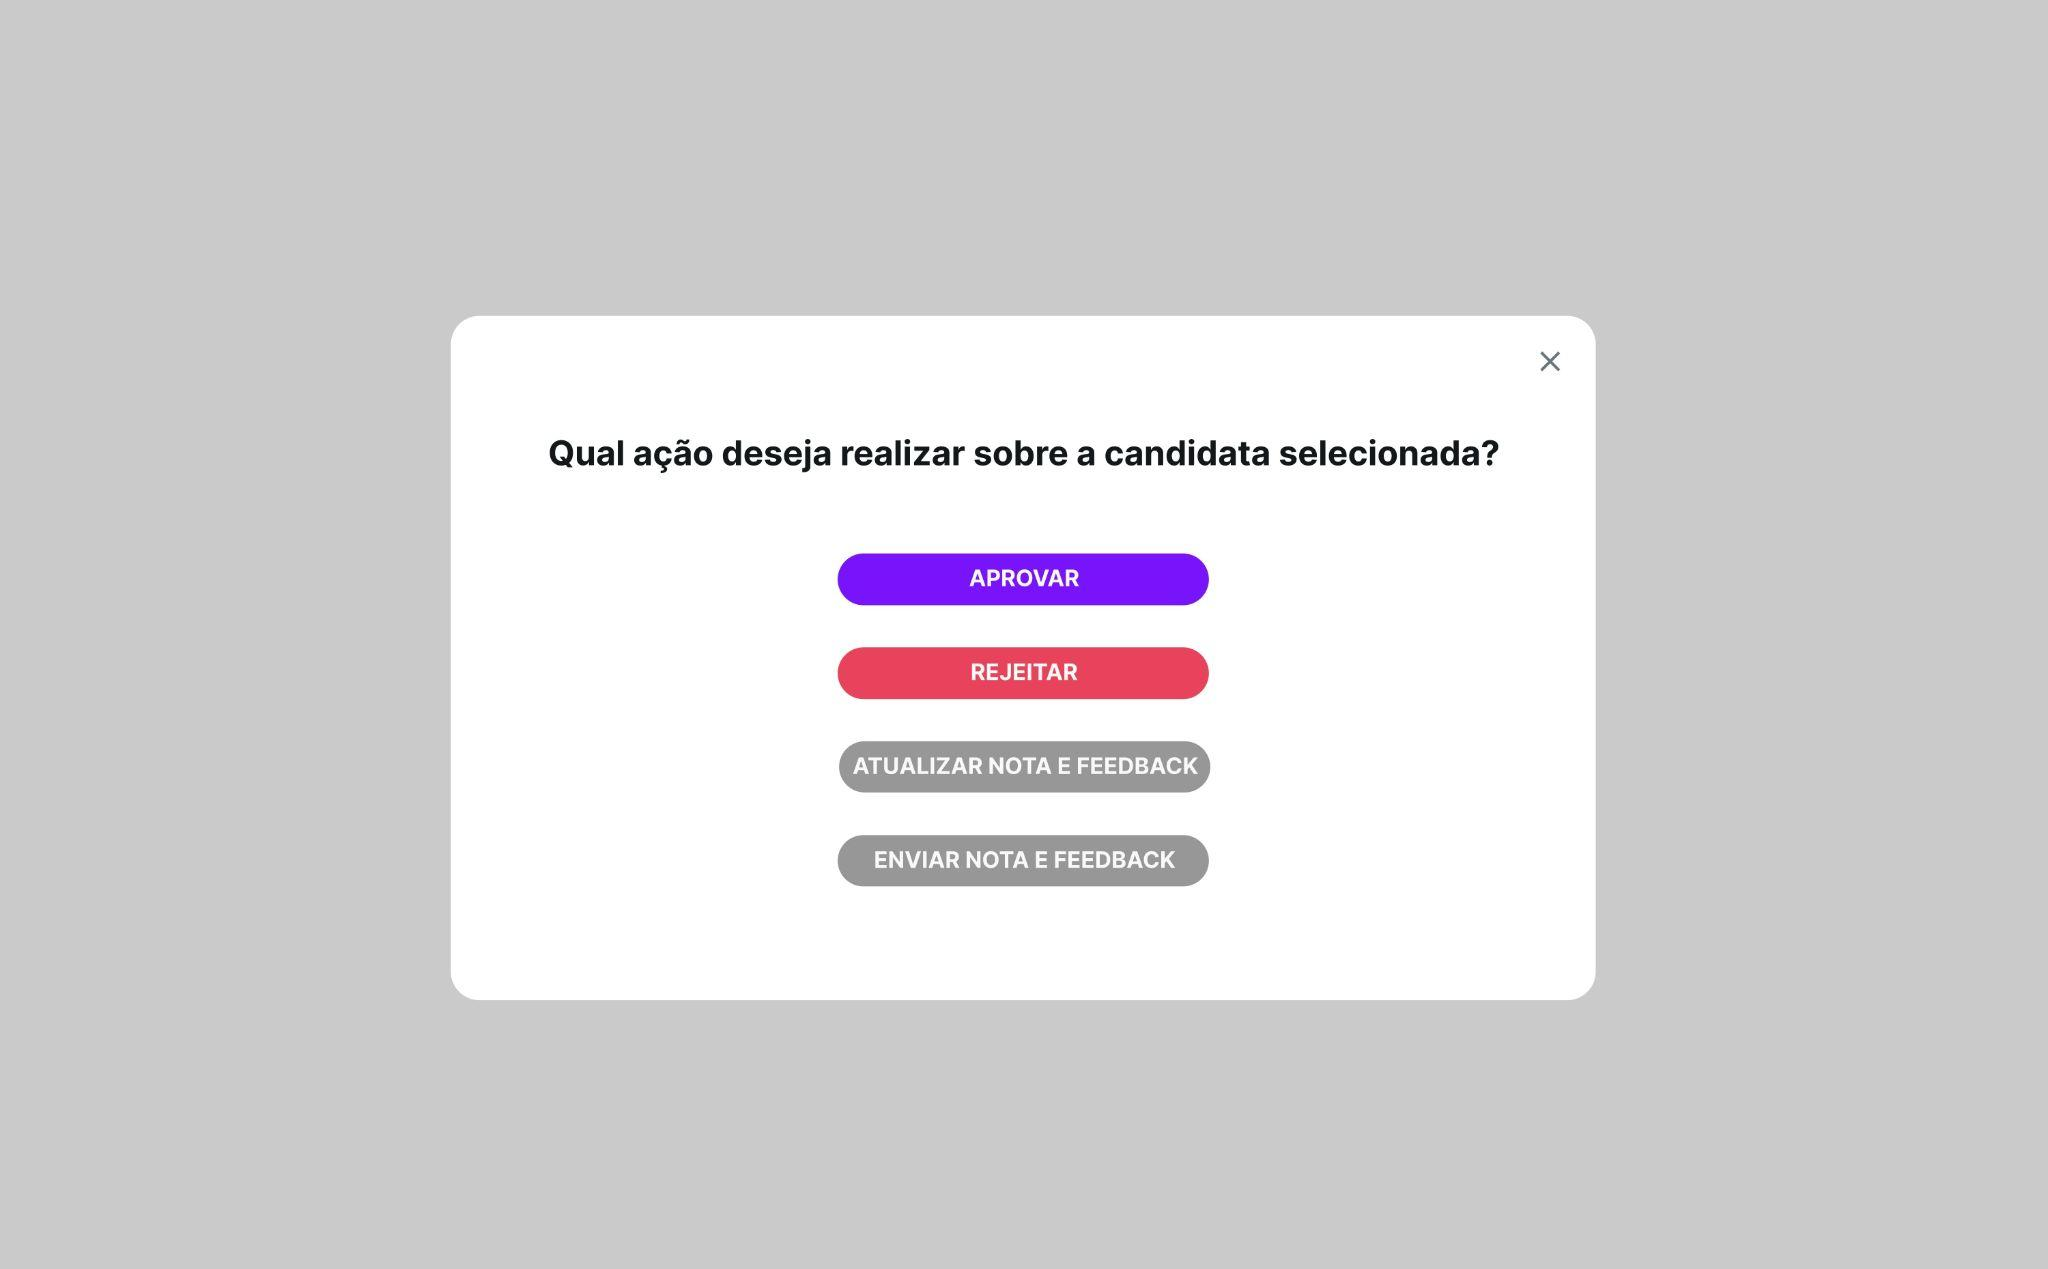 Qual ação deseja realizar sobre a candidata selecionada?
APROVAR
REJEITAR
ATUALIZAR NOTA E FEEDBACK
ENVIAR NOTA E FEEDBACK